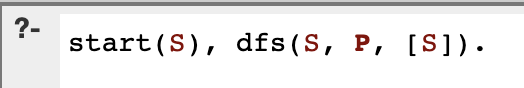 ?- start(S), dfs(S, P, [S]).